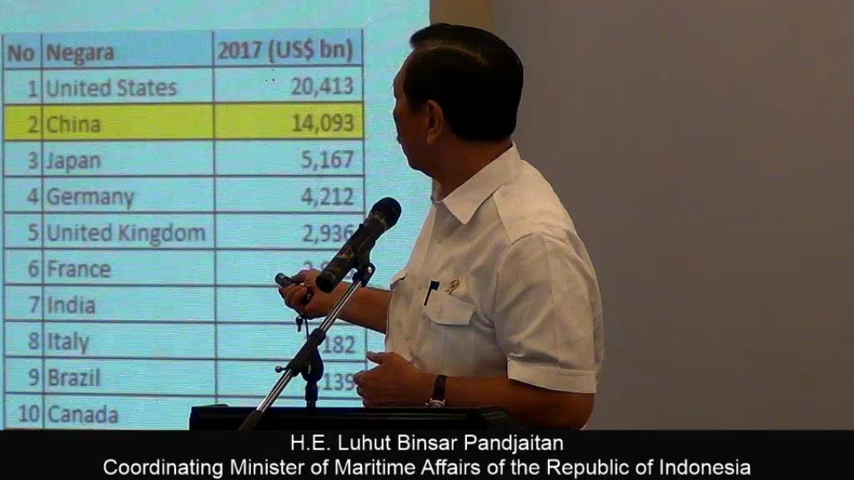 No Negara 2017 (US$ bn)
1 United States 20,413
2 China 14,093
3 Japan 5,167
4 Germany 4,212
5 United Kingdom 2,936
6 France
7 India
8 Italy 182
9 Brazil 139
10 Canada
H.E. Luhut Binsar Pandjaitan
Coordinating Minister of Maritime Affairs of the Republic of Indonesia